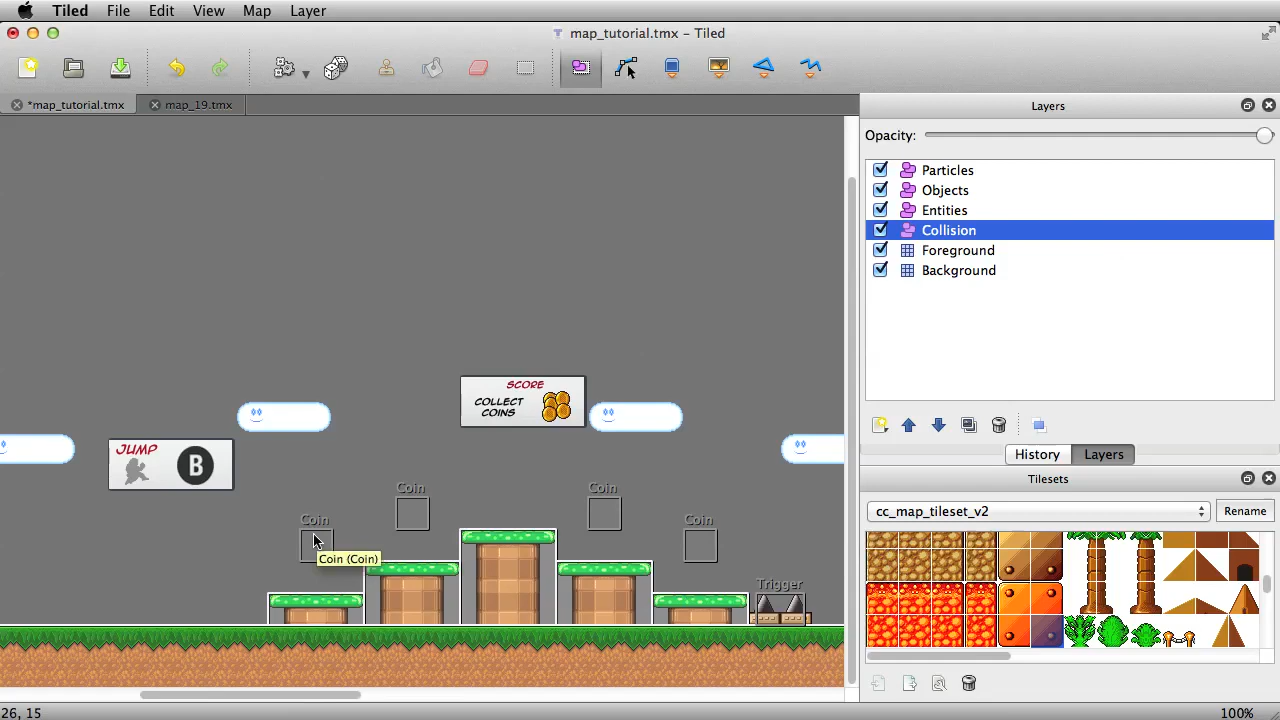 Tiled File Edit View Map Layer
map_tutorial.tmx – Tiled
*map_tutorial.tmx map_19.tmx
Layers
Opacity:
Particles
Objects
Entities
Collision
Foreground
Background
History Layers
Tilesets
cc_map_tileset_v2 Rename
SCORE
COLLECT
COINS
JUMP
B
Coin
Coin
Coin
Coin
Coin (Coin)
Trigger
26, 15
100%